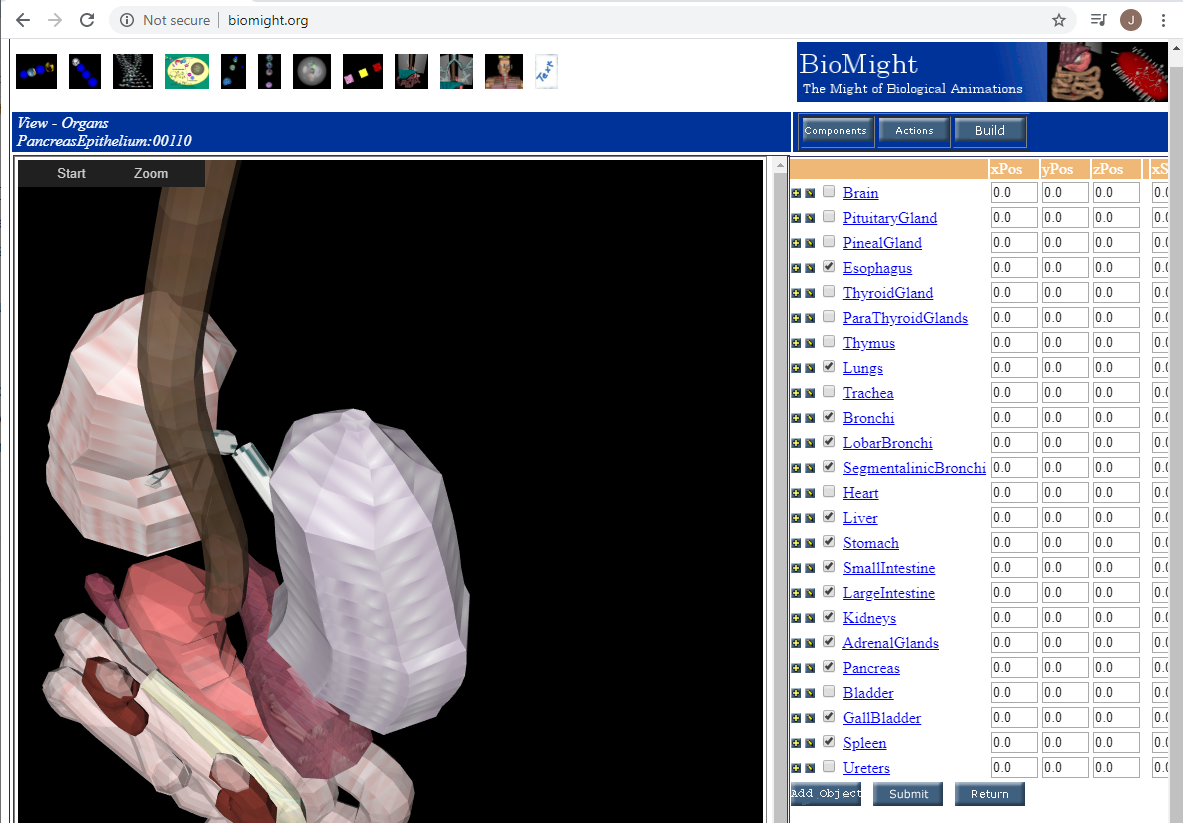 Not secure | biomight.org
J
Text
BioMight
The Might of Biological Animations
View - Organs
PancreasEpithelium:00110
Components Actions Build
Start Zoom
xPos yPos zPos xS
Brain 0.0 0.0 0.0 0.0
PituitaryGland 0.0 0.0 0.0 0.0
PinealGland 0.0 0.0 0.0 0.0
Esophagus 0.0 0.0 0.0 0.0
ThyroidGland 0.0 0.0 0.0 0.0
ParaThyroidGlands 0.0 0.0 0.0 0.0
Thymus 0.0 0.0 0.0 0.0
Lungs 0.0 0.0 0.0 0.0
Trachea 0.0 0.0 0.0 0.0
Bronchi 0.0 0.0 0.0 0.0
LobarBronchi 0.0 0.0 0.0 0.0
SegmentalinicBronchi 0.0 0.0 0.0 0.0
Heart 0.0 0.0 0.0 0.0
Liver 0.0 0.0 0.0 0.0
Stomach 0.0 0.0 0.0 0.0
SmallIntestine 0.0 0.0 0.0 0.0
LargeIntestine 0.0 0.0 0.0 0.0
Kidneys 0.0 0.0 0.0 0.0
AdrenalGlands 0.0 0.0 0.0 0.0
Pancreas 0.0 0.0 0.0 0.0
Bladder 0.0 0.0 0.0 0.0
GallBladder 0.0 0.0 0.0 0.0
Spleen 0.0 0.0 0.0 0.0
Ureters 0.0 0.0 0.0 0.0
Add Object Submit Return